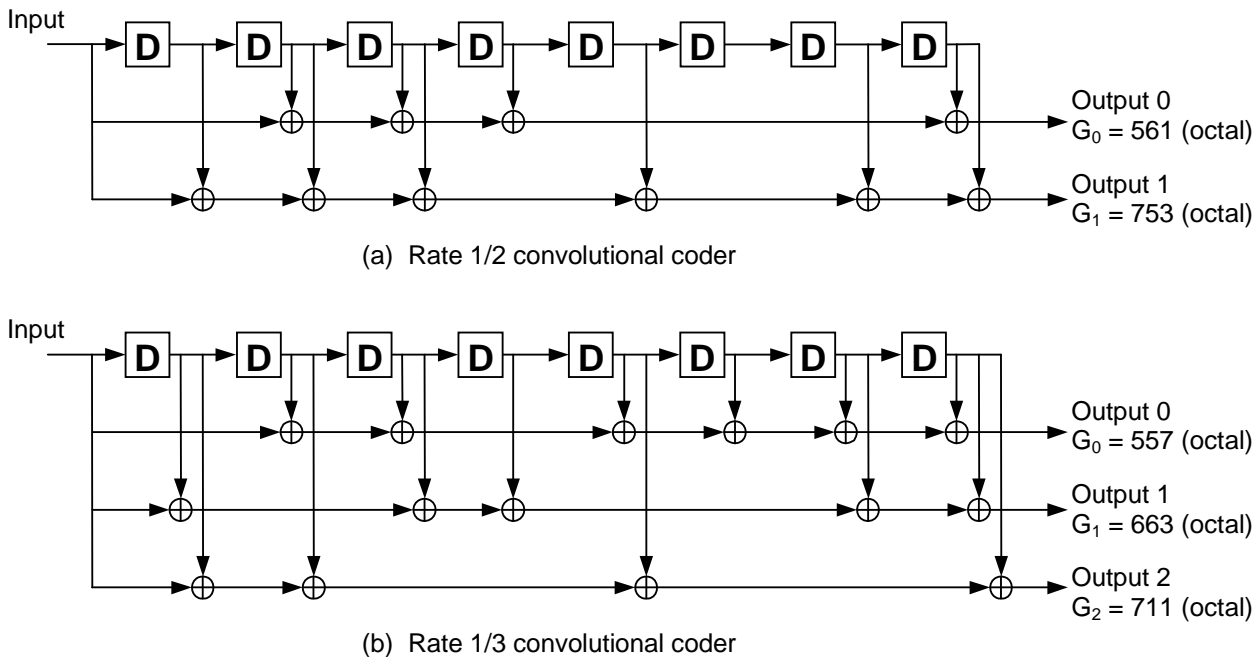 Input
D D D D D D D D
Output 0
G₀ = 561 (octal)
Output 1
G₁ = 753 (octal)
(a) Rate 1/2 convolutional coder
Input
D D D D D D D D
Output 0
G₀ = 557 (octal)
Output 1
G₁ = 663 (octal)
Output 2
G₂ = 711 (octal)
(b) Rate 1/3 convolutional coder